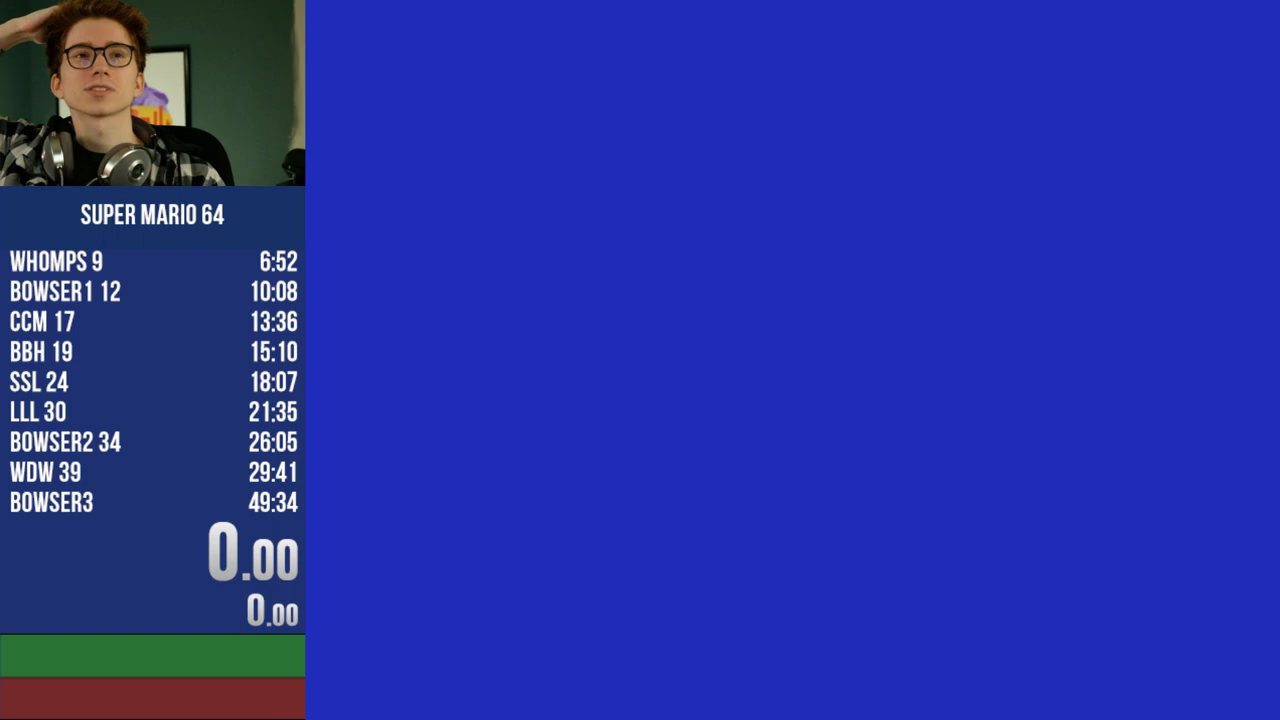 SUPER MARIO 64
WHOMPS 9 6:52
BOWSER1 12 10:08
CCM 17 13:36
BBH 19 15:10
SSL 24 18:07
LLL 30 21:35
BOWSER2 34 26:05
WDW 39 29:41
BOWSER3 49:34
0.00
0.00